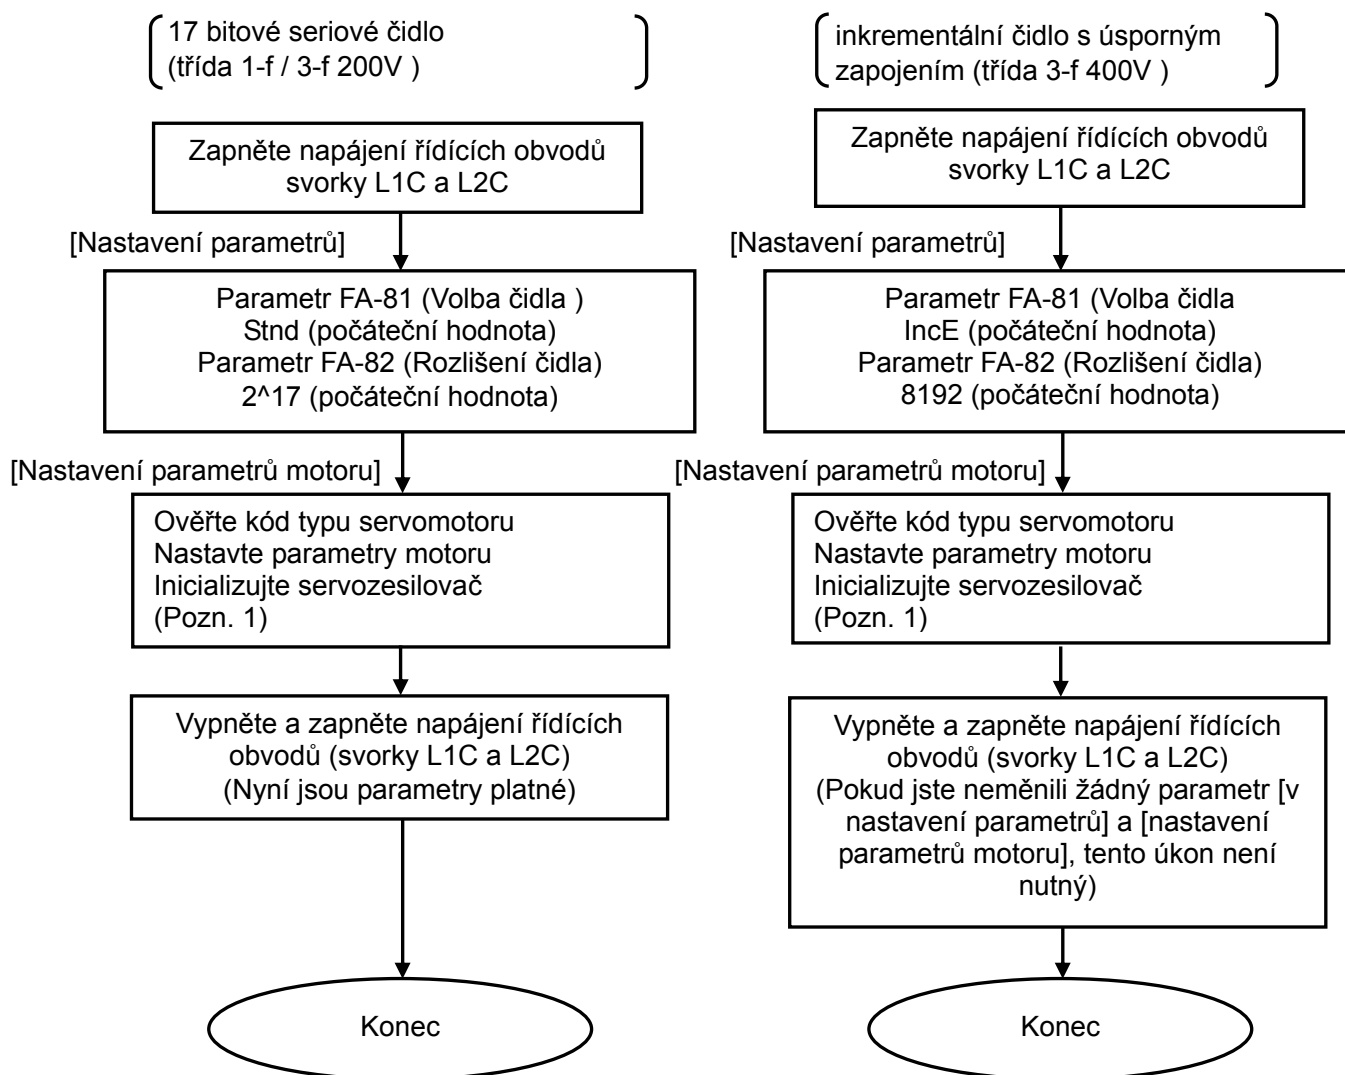 17 bitové seriové čidlo
(třída 1-f / 3-f 200V )
Zapněte napájení řídících obvodů
svorky L1C a L2C
[Nastavení parametrů]
Parametr FA-81 (Volba čidla )
Stnd (počáteční hodnota)
Parametr FA-82 (Rozlišení čidla)
2^17 (počáteční hodnota)
[Nastavení parametrů motoru]
Ověřte kód typu servomotoru
Nastavte parametry motoru
Inicializujte servozesilovač
(Pozn. 1)
Vypněte a zapněte napájení řídících
obvodů (svorky L1C a L2C)
(Nyní jsou parametry platné)
Konec
inkrementální čidlo s úsporným
zapojením (třída 3-f 400V )
Zapněte napájení řídících obvodů
svorky L1C a L2C
[Nastavení parametrů]
Parametr FA-81 (Volba čidla
IncE (počáteční hodnota)
Parametr FA-82 (Rozlišení čidla)
8192 (počáteční hodnota)
[Nastavení parametrů motoru]
Ověřte kód typu servomotoru
Nastavte parametry motoru
Inicializujte servozesilovač
(Pozn. 1)
Vypněte a zapněte napájení řídících
obvodů (svorky L1C a L2C)
(Pokud jste neměnili žádný parametr [v
nastavení parametrů] a [nastavení
parametrů motoru], tento úkon není
nutný)
Konec